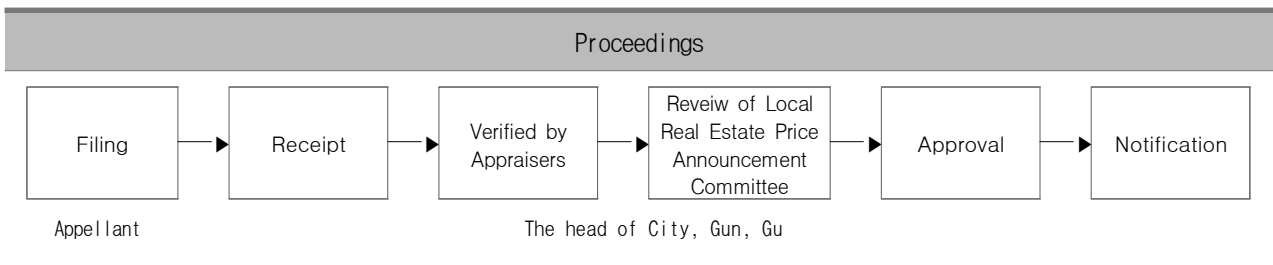 Proceedings
Filing
Receipt
Verified by
Appraisers
Reveiw of Local
Real Estate Price
Announcement
Committee
Approval
Notification
Appellant
The head of City, Gun, Gu